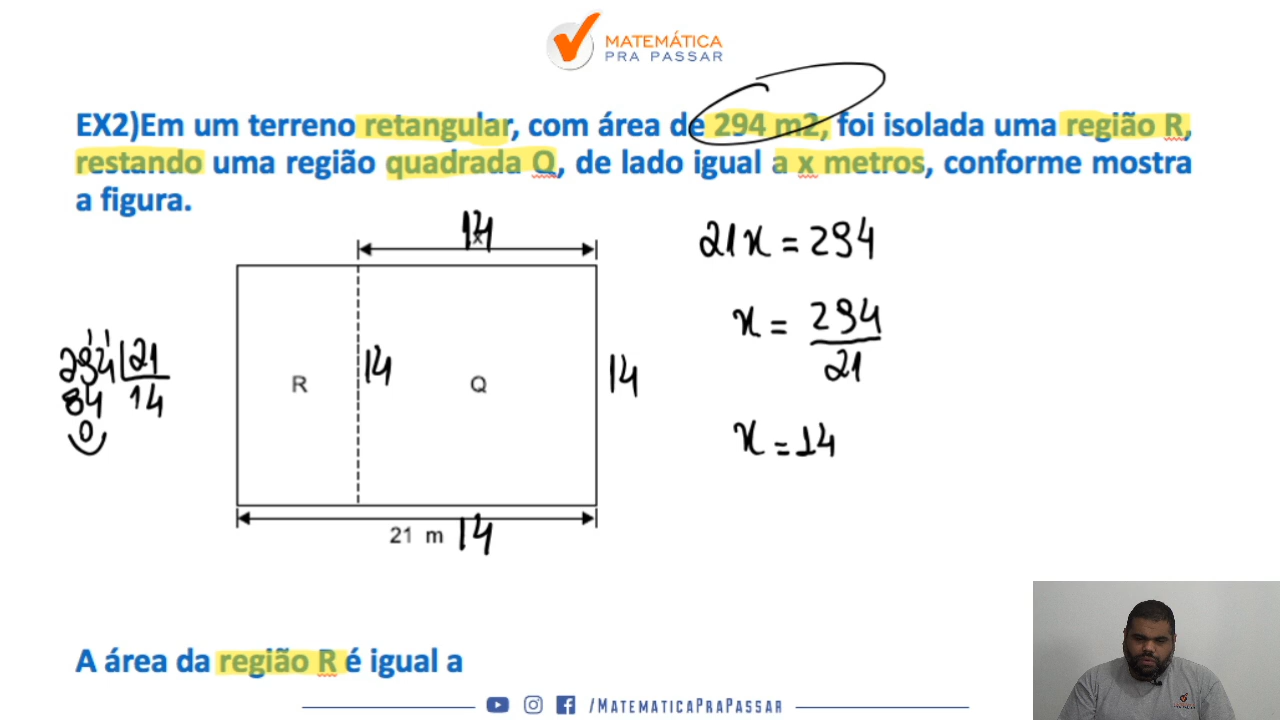 MATEMÁTICA
PRA PASSAR
EX2)Em um terreno retangular, com área de 294 m2, foi isolada uma região R,
restando uma região quadrada Q, de lado igual a x metros, conforme mostra
a figura.
14
x
21x = 294
x = 294
21
x = 14
294 21
84 14
0
R
14
Q
14
21 m
14
A área da região R é igual a
/MatematicaPraPassar